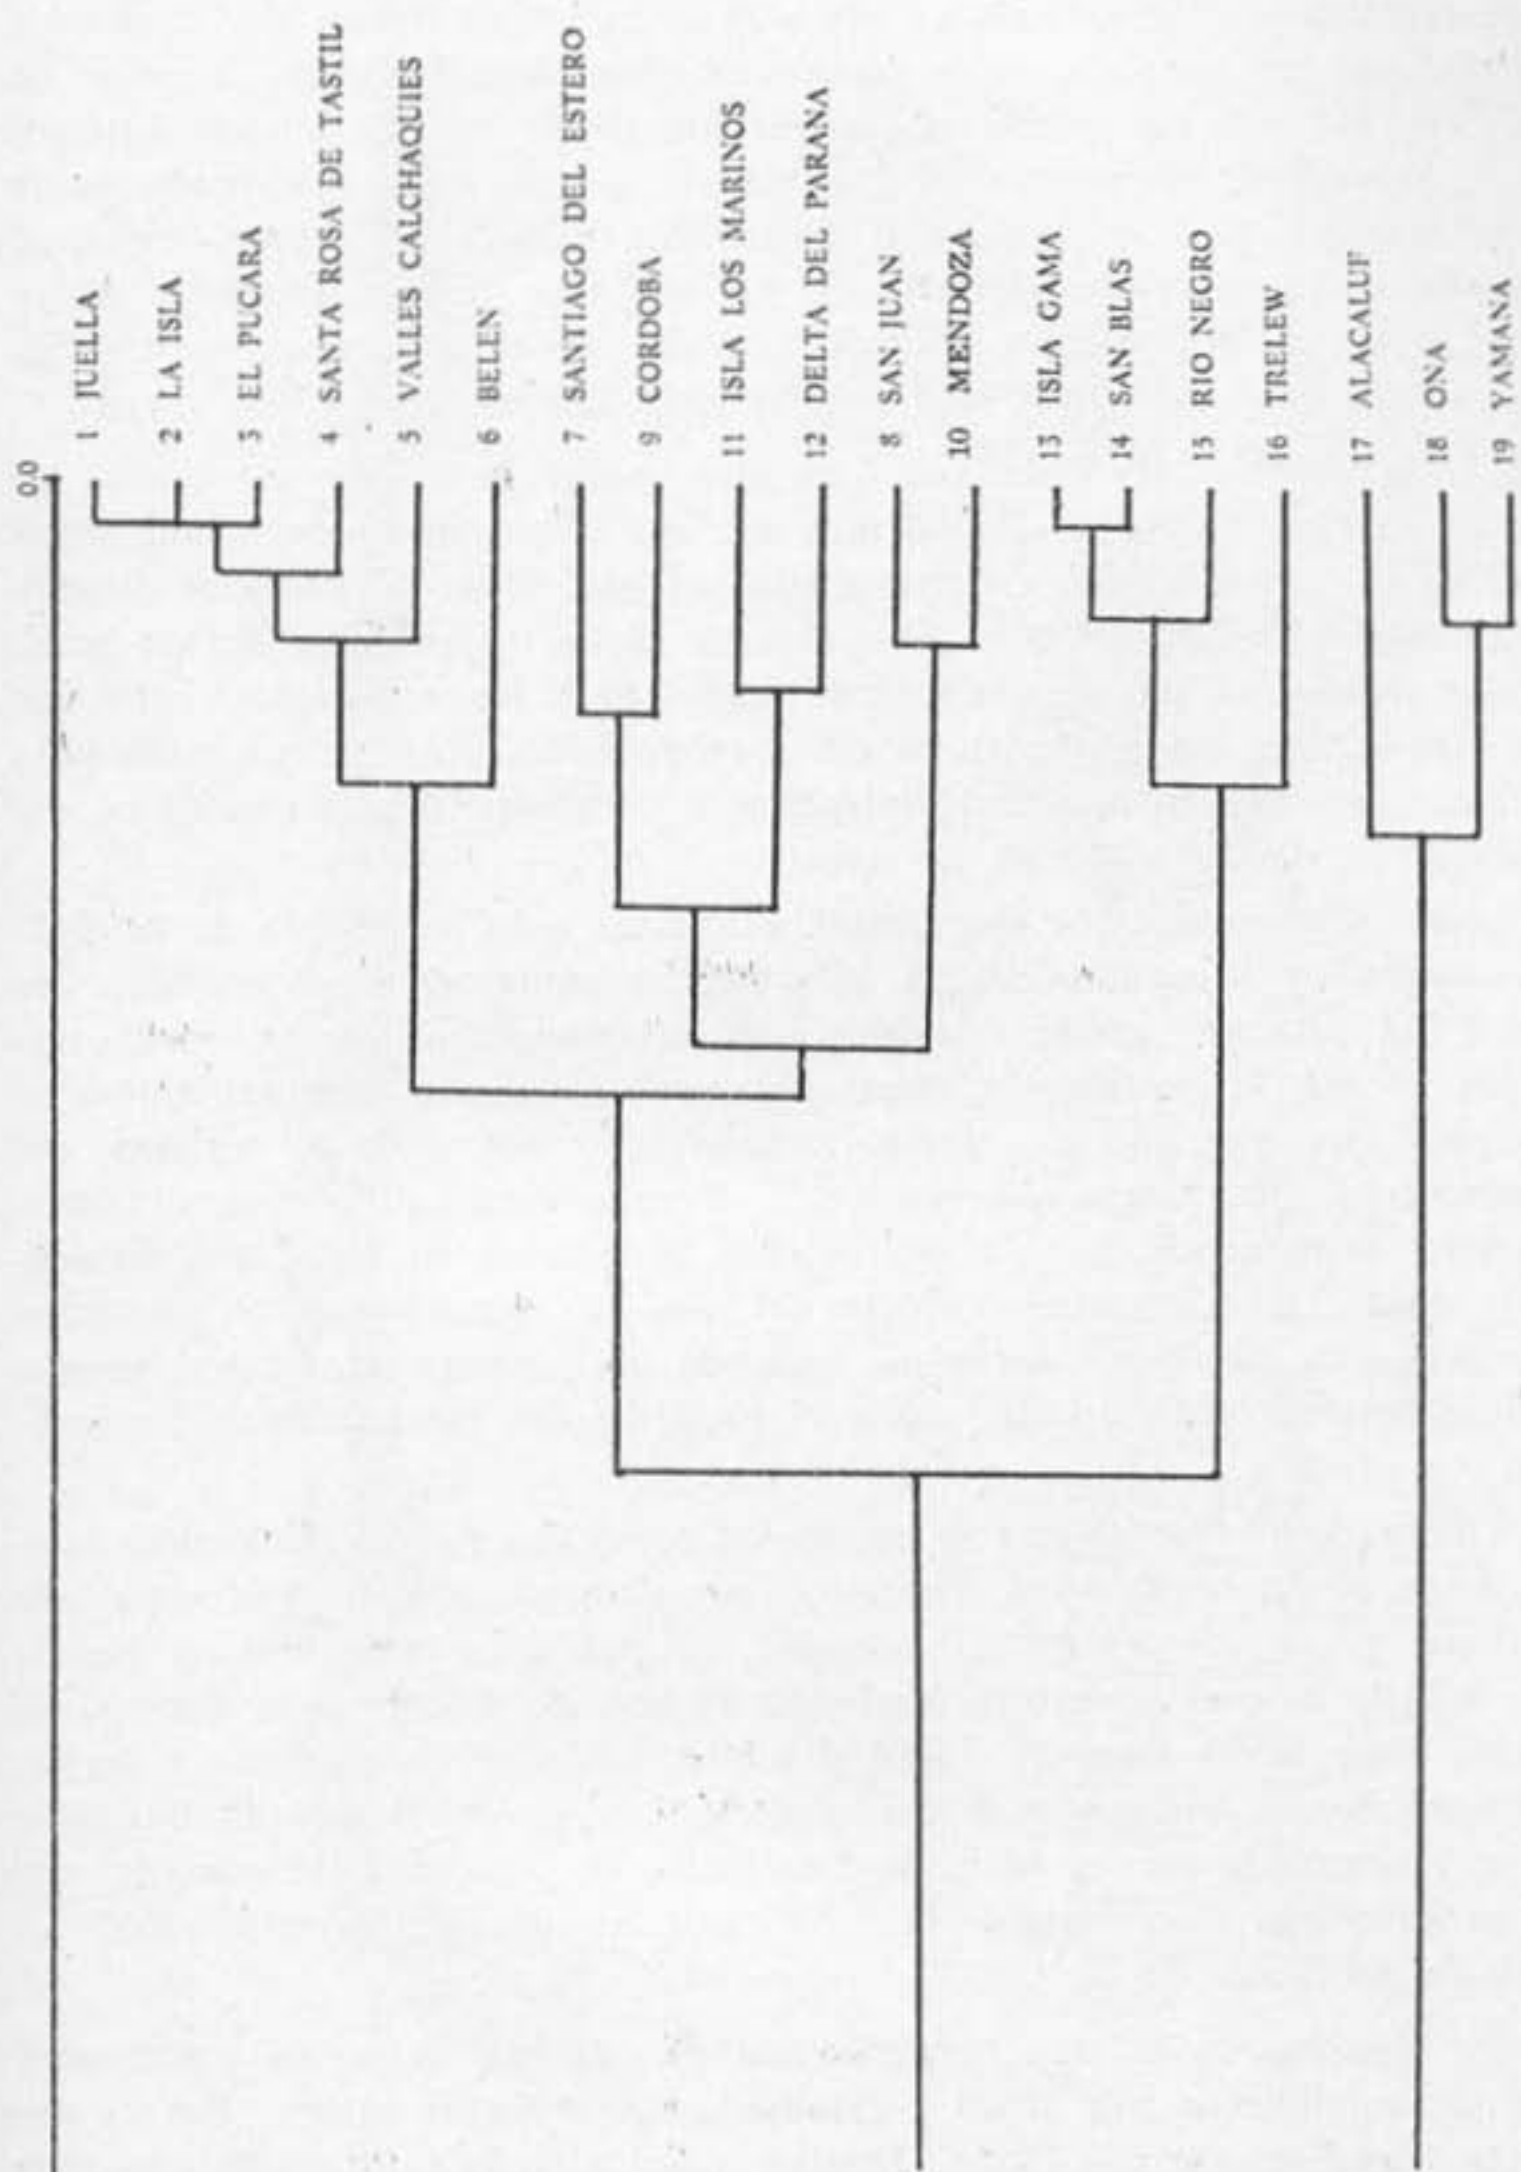 0.0
1 JUELLA
2 LA ISLA
3 EL PUCARA
4 SANTA ROSA DE TASTIL
5 VALLES CALCHAQUIES
6 BELEN
7 SANTIAGO DEL ESTERO
9 CORDOBA
11 ISLA LOS MARINOS
12 DELTA DEL PARANA
8 SAN JUAN
10 MENDOZA
13 ISLA GAMA
14 SAN BLAS
15 RIO NEGRO
16 TRELEW
17 ALACALUF
18 ONA
19 YAMANA